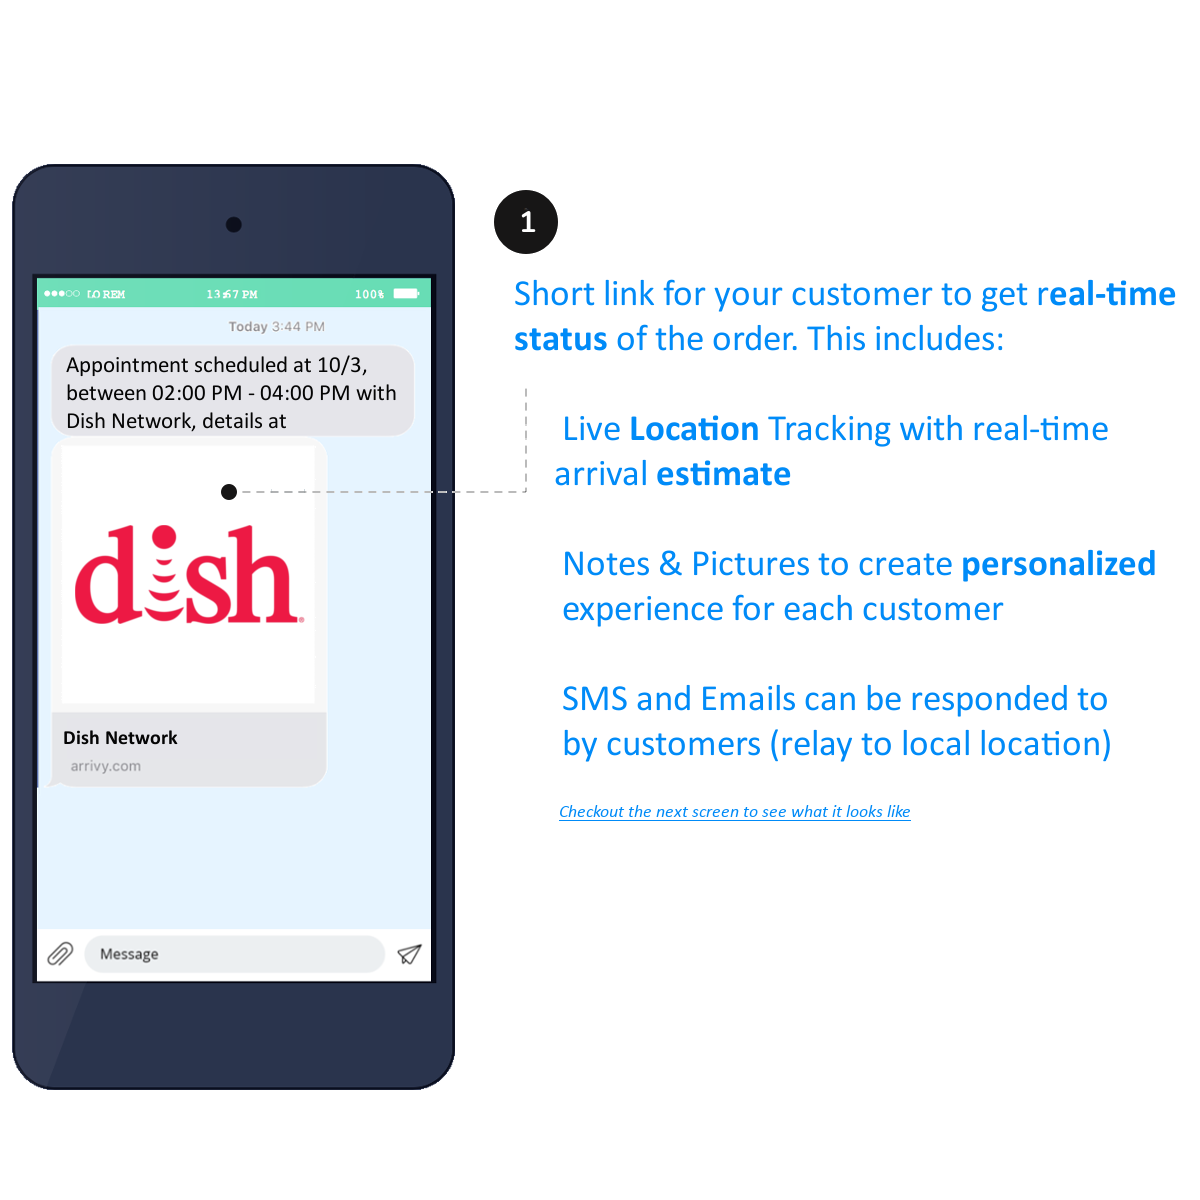 LOREM 13:67 PM 100%
Today 3:44 PM
Appointment scheduled at 10/3,
between 02:00 PM - 04:00 PM with
Dish Network, details at
dish
Dish Network
arrivy.com
Message
1
Short link for your customer to get real-time
status of the order. This includes:
Live Location Tracking with real-time
arrival estimate
Notes & Pictures to create personalized
experience for each customer
SMS and Emails can be responded to
by customers (relay to local location)
Checkout the next screen to see what it looks like